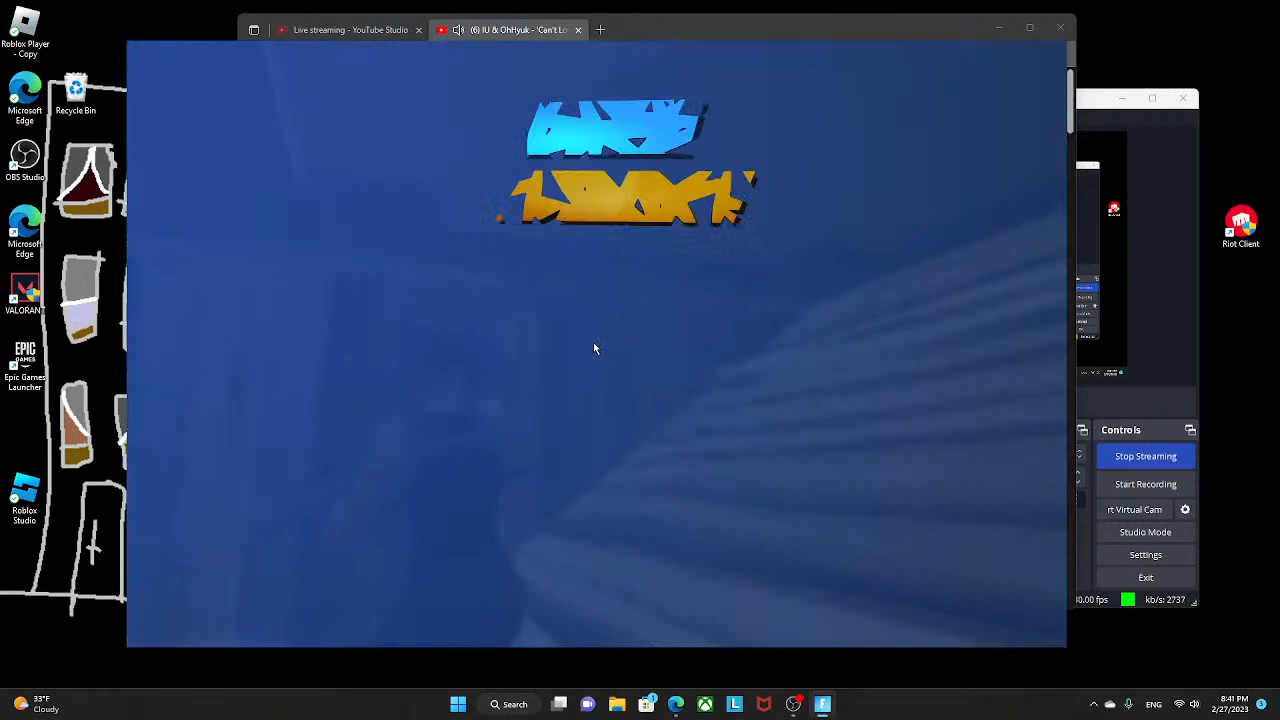 Roblox Player
- Copy
Microsoft
Edge
Recycle Bin
OBS Studio
Microsoft
Edge
VALORANT
EPIC
GAMES
Epic Games
Launcher
Roblox
Studio
Live streaming - YouTube Studio
(6) IU & OhHyuk - 'Can't Lo
Riot Client
Controls
Stop Streaming
Start Recording
rt Virtual Cam
Studio Mode
Settings
Exit
30.00 fps
kb/s: 2737
33°F
Cloudy
Search
1
L
ENG
8:41 PM
2/27/2023
3